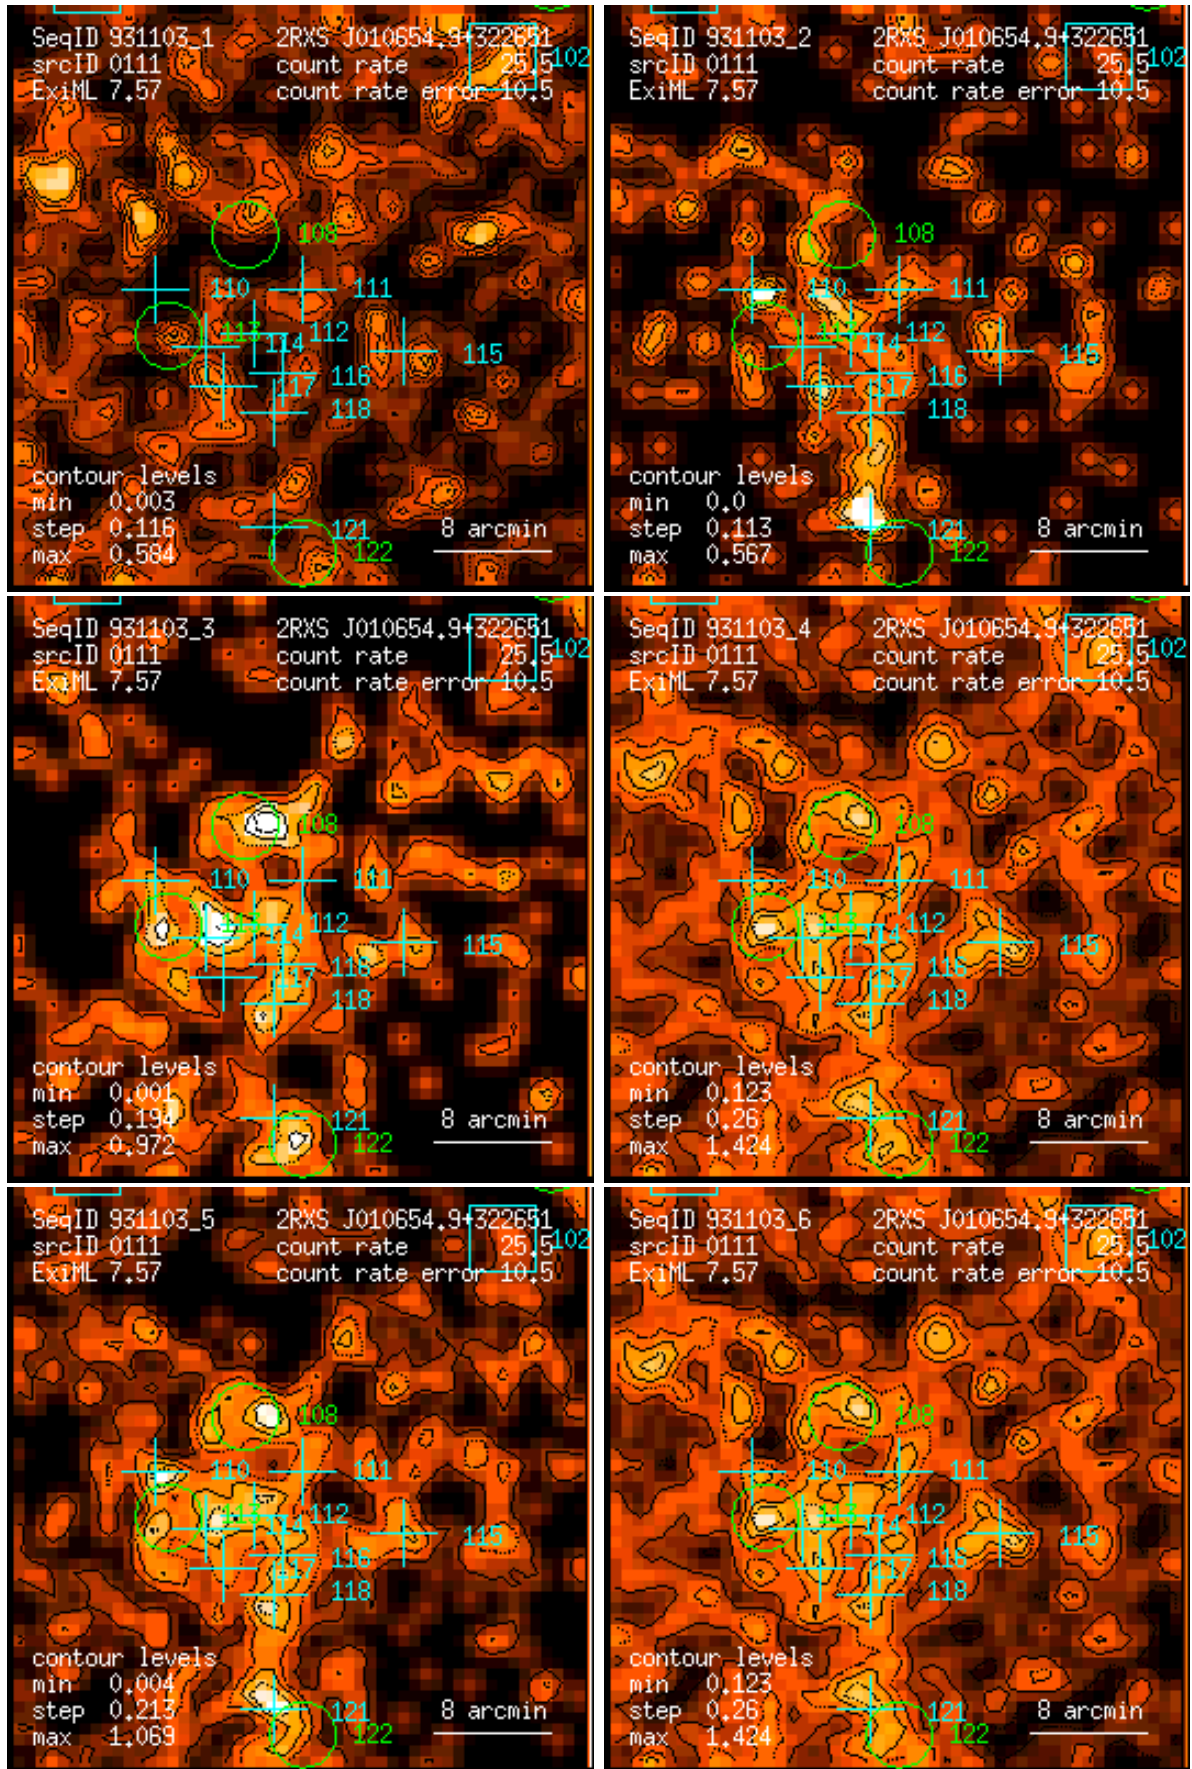 SeqID 931103_1 2RXS J010654.9+322651
srcID 0111 count rate 25.5 102
ExiML 7.57 count rate error 10.5
108
110 111
113 112
114 115
117 116
118
contour levels
min 0.003
step 0.116 121 8 arcmin
max 0.584 122
SeqID 931103_2 2RXS J010654.9+322651
srcID 0111 count rate 25.5 102
ExiML 7.57 count rate error 10.5
108
110 111
113 112
114 115
117 116
118
contour levels
min 0.0
step 0.113 121 8 arcmin
max 0.567 122
SeqID 931103_3 2RXS J010654.9+322651
srcID 0111 count rate 25.5 102
ExiML 7.57 count rate error 10.5
108
110 111
113 112
114 115
117 116
118
contour levels
min 0.001
step 0.194 121 8 arcmin
max 0.972 122
SeqID 931103_4 2RXS J010654.9+322651
srcID 0111 count rate 25.5 102
ExiML 7.57 count rate error 10.5
108
110 111
113 112
114 115
117 116
118
contour levels
min 0.123
step 0.26 121 8 arcmin
max 1.424 122
SeqID 931103_5 2RXS J010654.9+322651
srcID 0111 count rate 25.5 102
ExiML 7.57 count rate error 10.5
108
110 111
113 112
114 115
117 116
118
contour levels
min 0.004
step 0.213 121 8 arcmin
max 1.069 122
SeqID 931103_6 2RXS J010654.9+322651
srcID 0111 count rate 25.5 102
ExiML 7.57 count rate error 10.5
108
110 111
113 112
114 115
117 116
118
contour levels
min 0.123
step 0.26 121 8 arcmin
max 1.424 122